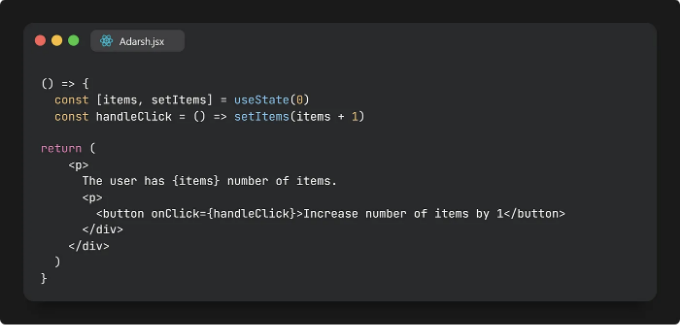 Adarsh.jsx
() => {
  const [items, setItems] = useState(0)
  const handleClick = () => setItems(items + 1)

return (
    <p>
      The user has {items} number of items.
      <p>
        <button onClick={handleClick}>Increase number of items by 1</button>
      </div>
    </div>
  )
}